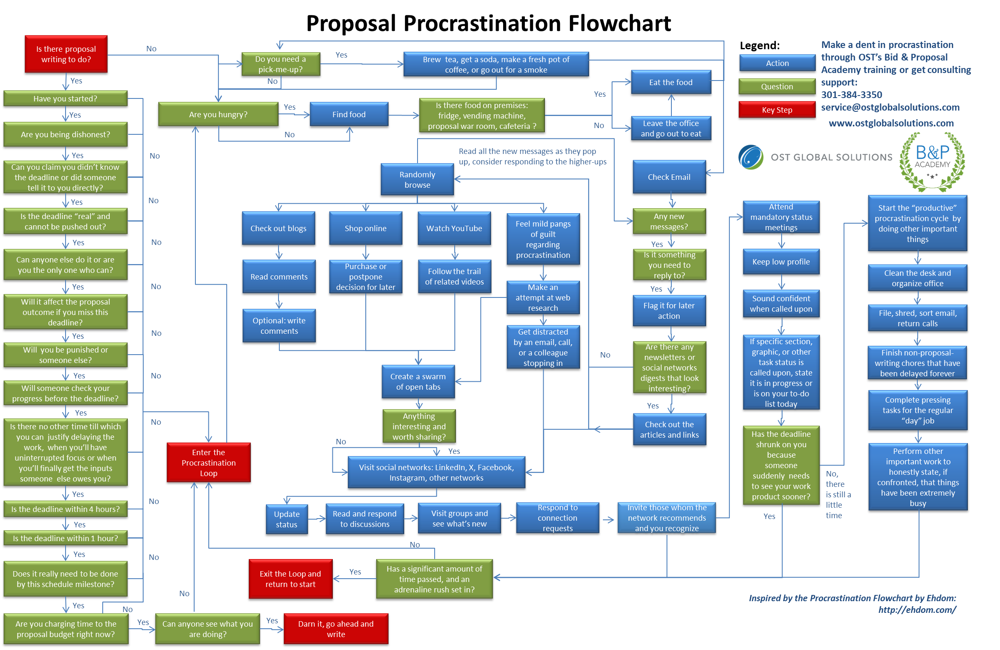 Proposal Procrastination Flowchart
Is there proposal
writing to do?
No
Yes
Have you started?
Yes
Are you being dishonest?
Yes
No
Can you claim you didn't know
the deadline or did someone
tell it to you directly?
Yes
No
Is the deadline "real" and
cannot be pushed out?
Yes
No
Can anyone else do it or are
you the only one who can?
Yes
No
Will it affect the proposal
outcome if you miss this
deadline?
Yes
No
Will you be punished or
someone else?
Yes
No
Will someone check your
progress before the deadline?
Yes
No
Is there no other time till which
you can justify delaying the
work, when you'll have
uninterrupted focus or when
you'll finally get the inputs
someone else owes you?
Yes
No
Is the deadline within 4 hours?
Yes
Is the deadline within 1 hour?
Yes
No
Does it really need to be done
by this schedule milestone?
Yes
No
Are you charging time to the
proposal budget right now?
Yes
Can anyone see what you
are doing?
No
Yes
Darn it, go ahead and
write
Enter the
Procrastination
Loop
Do you need a
pick-me-up?
Yes
No
Brew tea, get a soda, make a fresh pot of
coffee, or go out for a smoke
Are you hungry?
Yes
No
Find food
Is there food on premises:
fridge, vending machine,
proposal war room, cafeteria ?
Yes
No
Eat the food
Leave the office
and go out to eat
Read all the new messages as they pop
up, consider responding to the higher-ups
Randomly
browse
Check out blogs
Read comments
Optional: write
comments
Shop online
Purchase or
postpone
decision for later
Watch YouTube
Follow the trail
of related videos
Feel mild pangs
of guilt
regarding
procrastination
Make an
attempt at web
research
Get distracted
by an email, call,
or a colleague
stopping in
Create a swarm
of open tabs
Anything
interesting and
worth sharing?
No
Yes
Visit social networks: LinkedIn, X, Facebook,
Instagram, other networks
Update
status
Read and respond
to discussions
Visit groups and
see what's new
Respond to
connection
requests
Invite those whom the
network recommends
and you recognize
No
Exit the Loop and
return to start
Yes
Has a significant amount of
time passed, and an
adrenaline rush set in?
Check Email
Any new
messages?
Yes
Is it something
you need to
reply to?
Yes
Flag it for later
action
Are there any
newsletters or
social networks
digests that look
interesting?
No
Yes
Check out the
articles and links
Attend
mandatory status
meetings
Keep low profile
Sound confident
when called upon
If specific section,
graphic, or other
task status is
called upon, state
it is in progress or
is on your to-do
list today
Has the deadline
shrunk on you
because
someone
suddenly needs
to see your work
product sooner?
Yes
No,
there
is still a
little
time
Start the "productive"
procrastination cycle by
doing other important
things
Clean the desk and
organize office
File, shred, sort email,
return calls
Finish non-proposal-
writing chores that have
been delayed forever
Complete pressing
tasks for the regular
"day" job
Perform other
important work to
honestly state, if
confronted, that things
have been extremely
busy
Legend:
Action
Question
Key Step
Make a dent in procrastination
through OST's Bid & Proposal
Academy training or get consulting
support:
301-384-3350
service@ostglobalsolutions.com
www.ostglobalsolutions.com
OST GLOBAL SOLUTIONS
B&P
ACADEMY
Inspired by the Procrastination Flowchart by Ehdom:
http://ehdom.com/